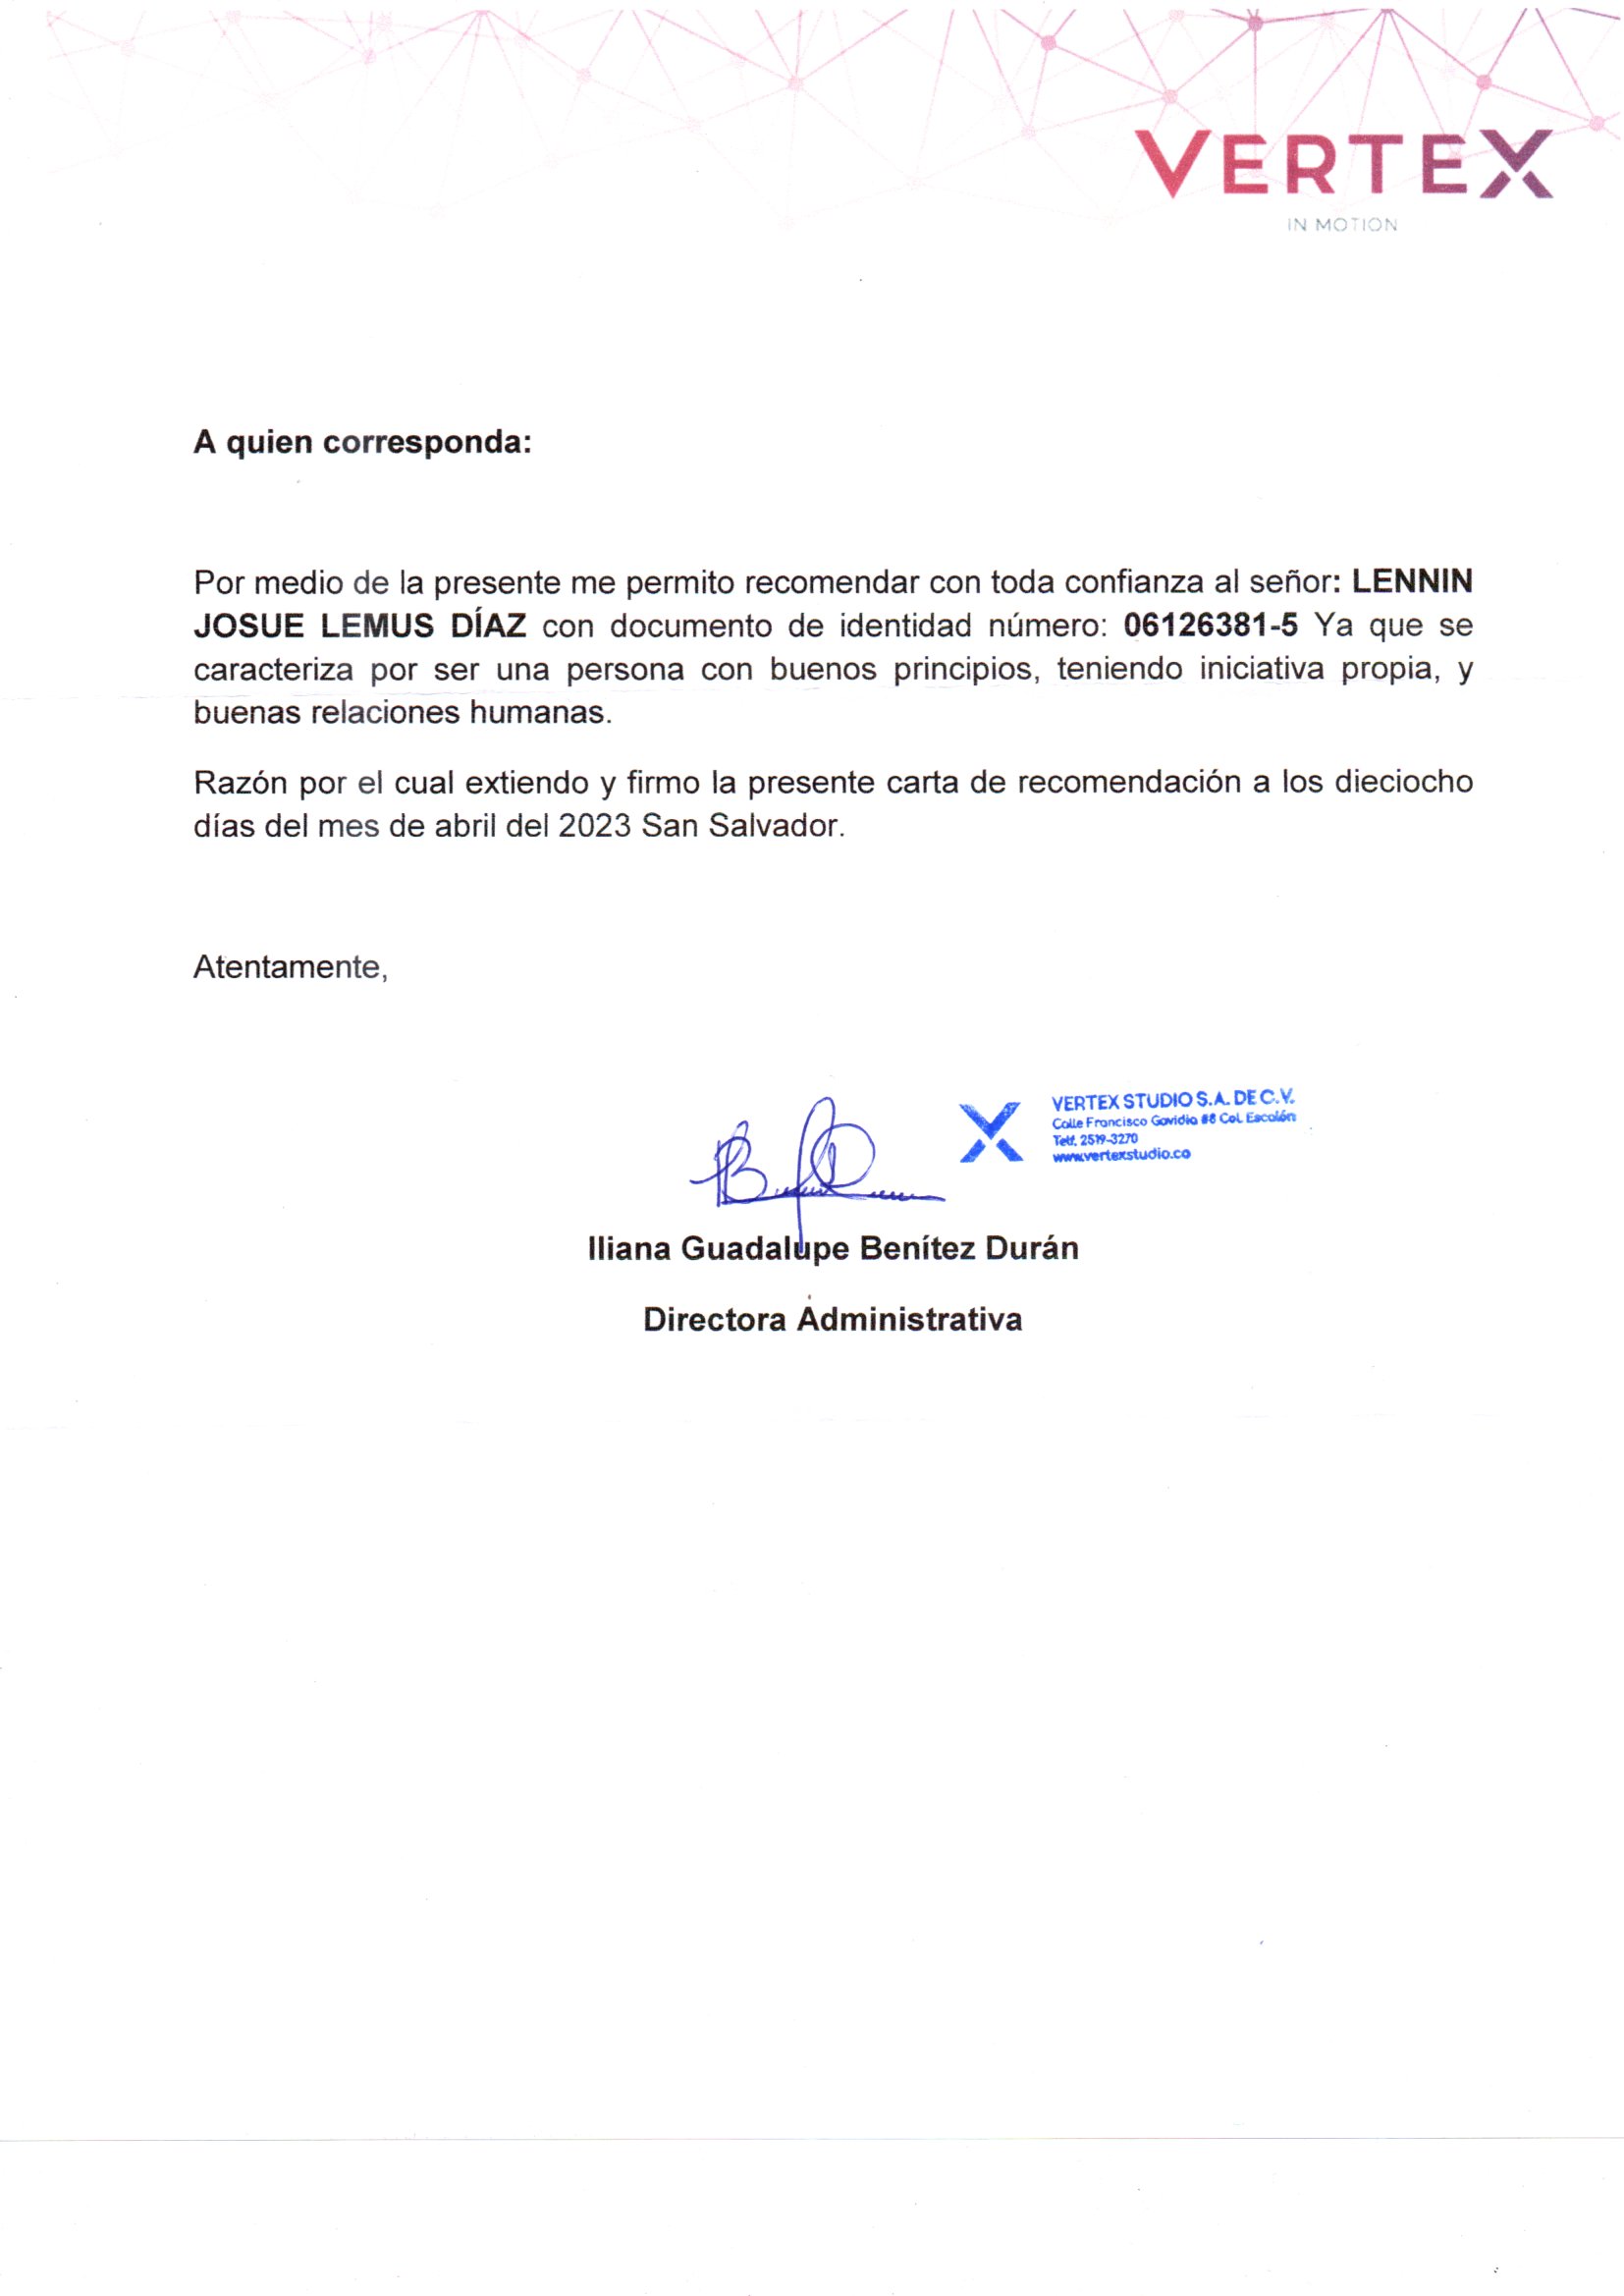 VERTEX
IN MOTION
A quien corresponda:
Por medio de la presente me permito recomendar con toda confianza al señor: LENNIN
JOSUE LEMUS DÍAZ con documento de identidad número: 06126381-5 Ya que se
caracteriza por ser una persona con buenos principios, teniendo iniciativa propia, y
buenas relaciones humanas.
Razón por el cual extiendo y firmo la presente carta de recomendación a los dieciocho
días del mes de abril del 2023 San Salvador.
Atentamente,
VERTEX STUDIO S.A. DE C.V.
Calle Francisco Gavidia #8 Col. Escalón
Telf. 2519-3270
www.vertexstudio.co
Iliana Guadalupe Benítez Durán
Directora Administrativa